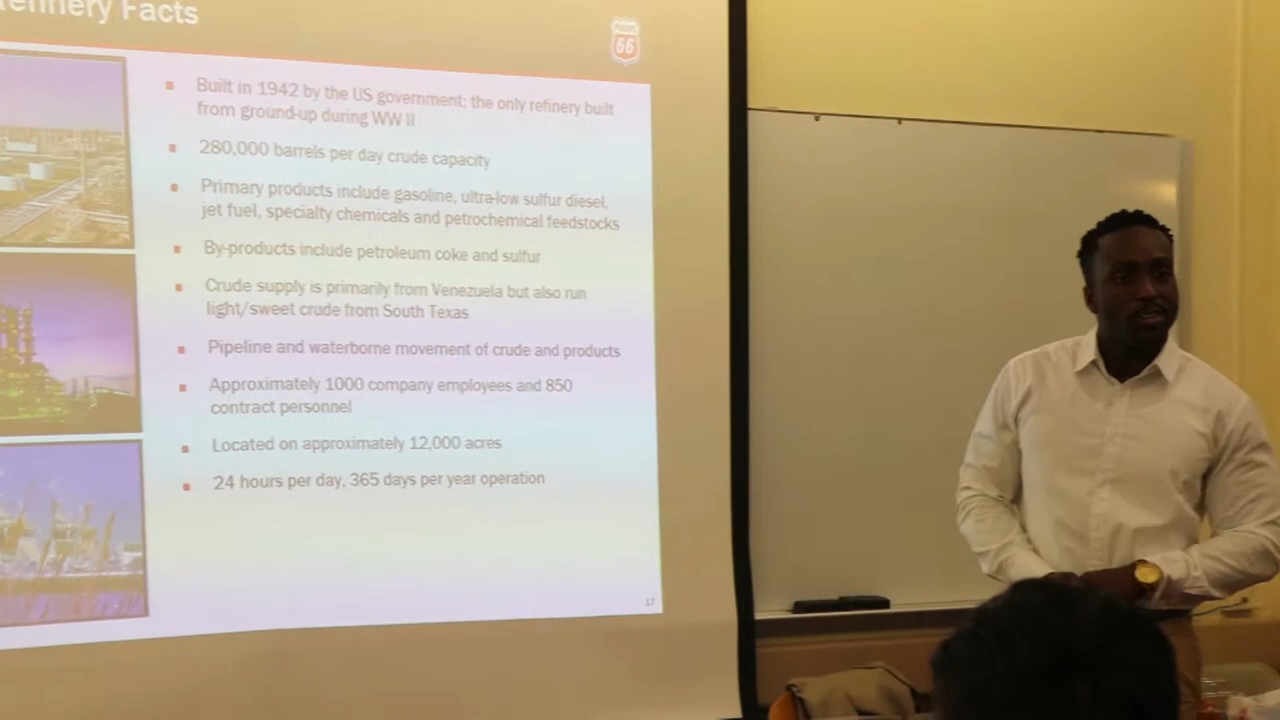 Refinery Facts
PHILLIPS
66
Built in 1942 by the US government; the only refinery built
from ground-up during WW II
280,000 barrels per day crude capacity
Primary products include gasoline, ultra-low sulfur diesel,
jet fuel, specialty chemicals and petrochemical feedstocks
By-products include petroleum coke and sulfur
Crude supply is primarily from Venezuela but also run
light/sweet crude from South Texas
Pipeline and waterborne movement of crude and products
Approximately 1000 company employees and 850
contract personnel
Located on approximately 12,000 acres
24 hours per day, 365 days per year operation
17